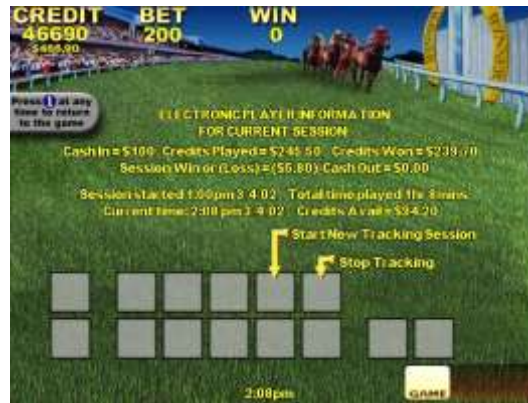 CREDIT BET WIN
46690 200 0
$466.90
Press i at any
time to return
to the game
ELECTRONIC PLAYER INFORMATION
FOR CURRENT SESSION
Cash In = $100 Credits Played = $245.50 Credits Won = $239.70
Session Win or (Loss) = ($5.80) Cash Out = $0.00
Session started 1:00pm 3 4 02 Total time played 1hr 8mins
Current time: 2:08 pm 3 4 02 Credits Avail = $94.20
Start New Tracking Session
Stop Tracking
GAME
2:08pm